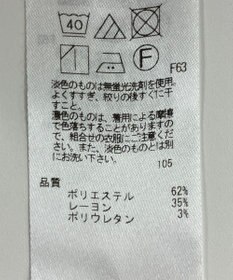 40
F
F63
淡色のものは無蛍光洗剤を使用、
よくすすぎ、絞りの後すぐに干
すこと。
濃色のものは、着用による摩擦
で色落ちすることがありますの
で、組合せの衣服にご注意くだ
さい。また、淡色のものとは別
にお洗い下さい。
105
品質
ポリエステル 62%
レーヨン 35%
ポリウレタン 3%